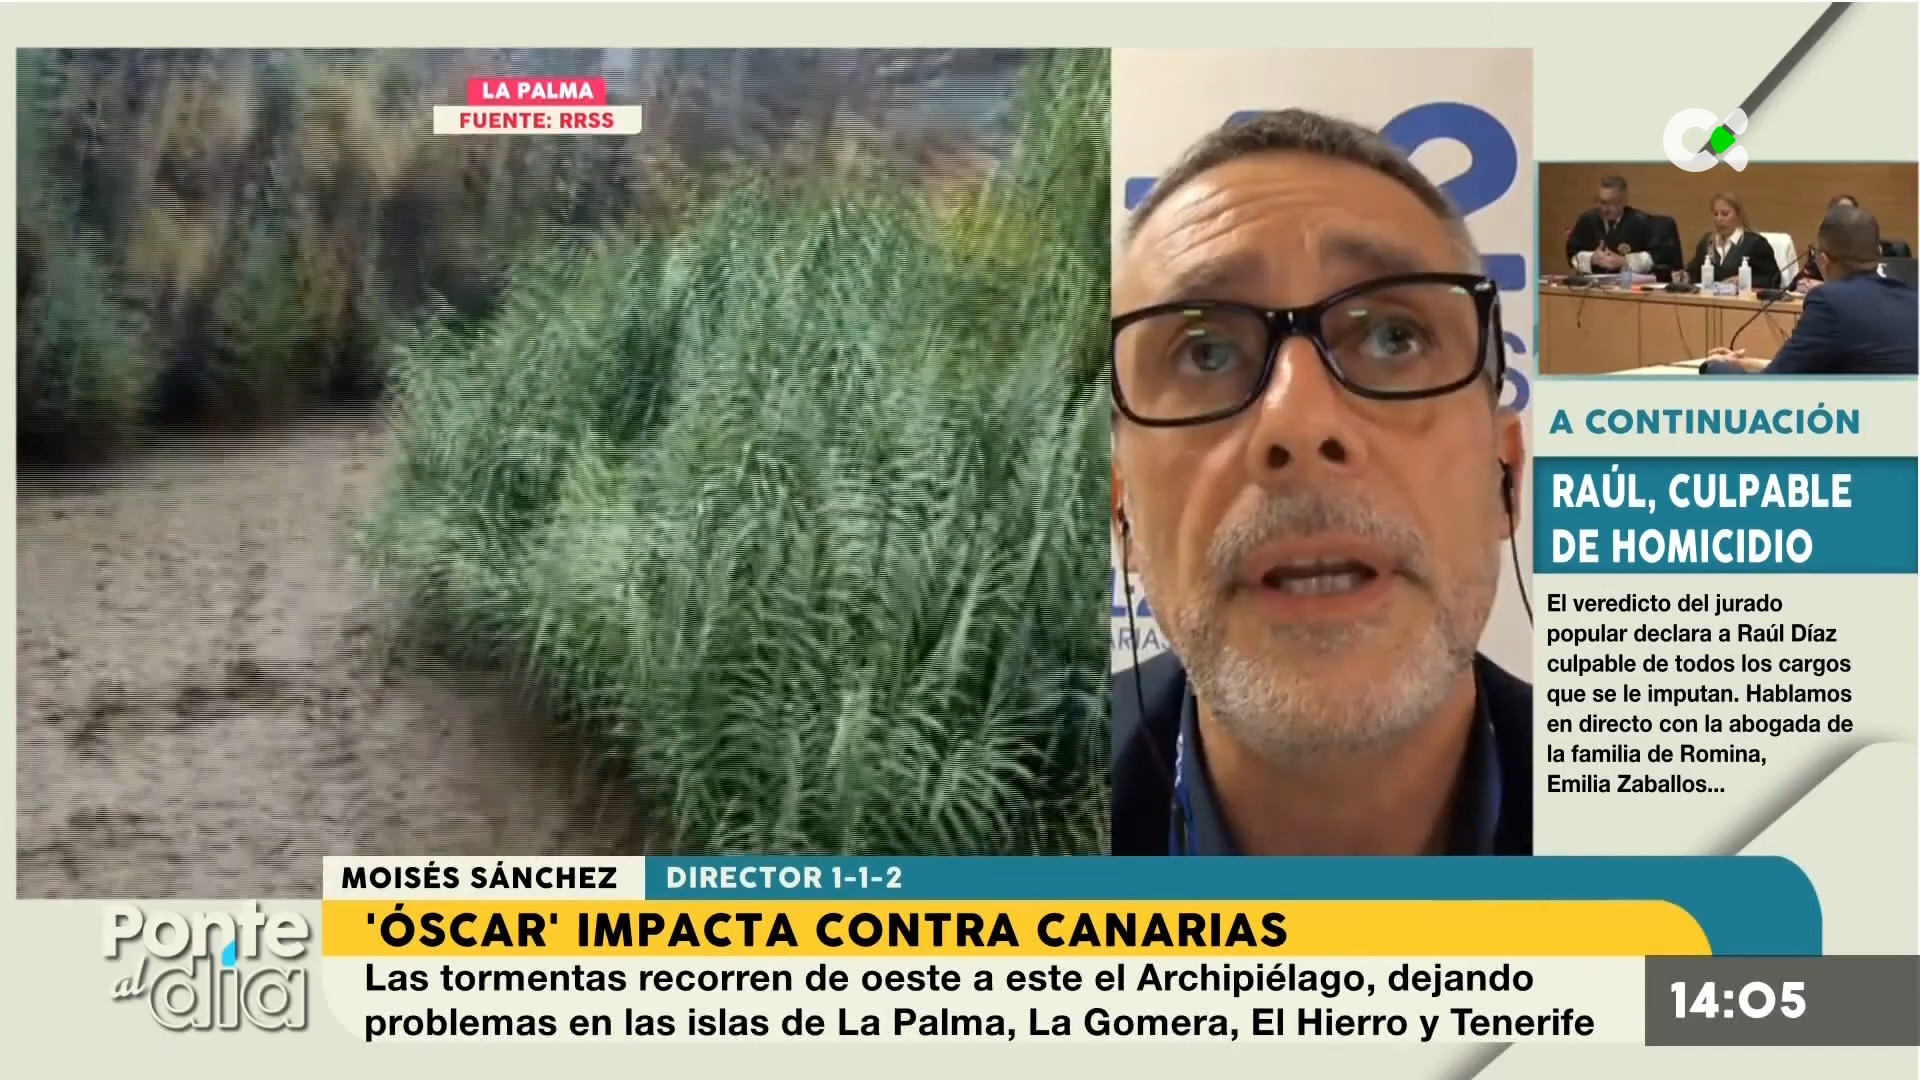 LA PALMA
FUENTE: RRSS
A CONTINUACIÓN
RAÚL, CULPABLE
DE HOMICIDIO
El veredicto del jurado
popular declara a Raúl Díaz
culpable de todos los cargos
que se le imputan. Hablamos
en directo con la abogada de
la familia de Romina,
Emilia Zaballos...
MOISÉS SÁNCHEZ
DIRECTOR 1-1-2
'ÓSCAR' IMPACTA CONTRA CANARIAS
Las tormentas recorren de oeste a este el Archipiélago, dejando
problemas en las islas de La Palma, La Gomera, El Hierro y Tenerife
Ponte
al día
14:05